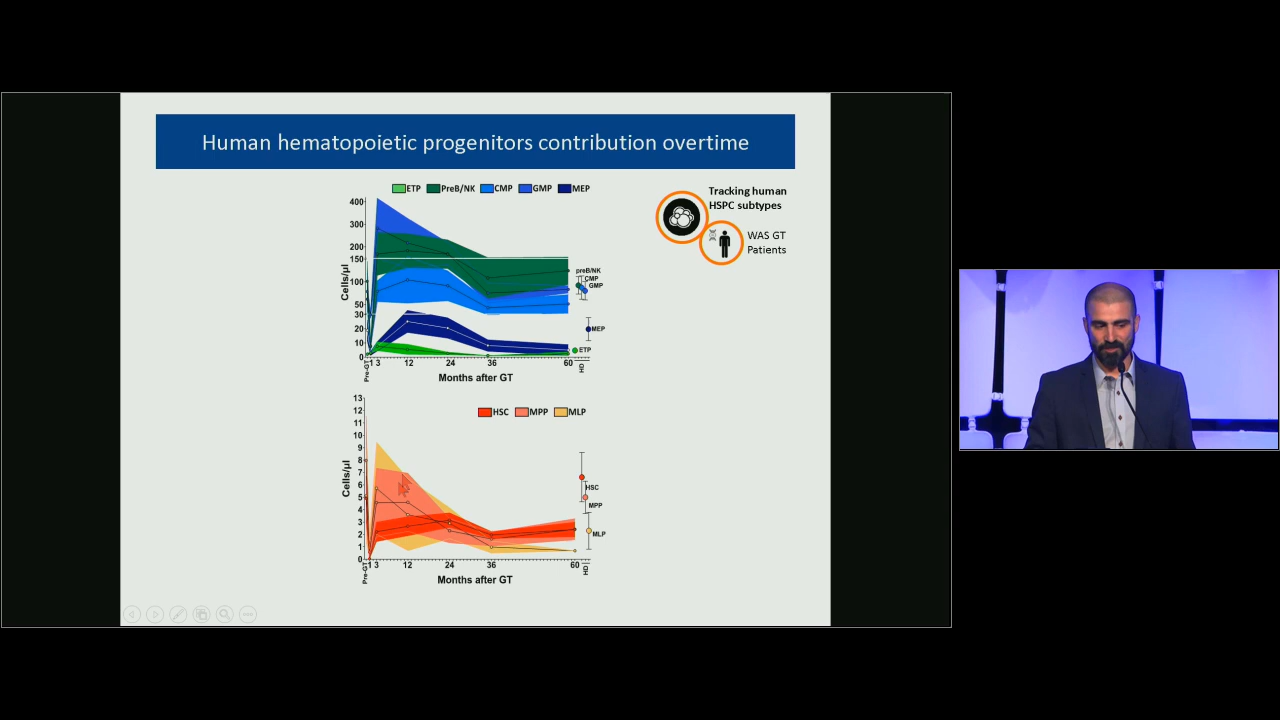 Human hematopoietic progenitors contribution overtime
ETP PreB/NK CMP GMP MEP
400
300
200
150
100
50
30
20
10
0
Cells/µl
Pre-GT 1 3 12 24 36 60 HD
Months after GT
preB/NK
CMP
GMP
MEP
ETP
Tracking human
HSPC subtypes
WAS GT
Patients
HSC MPP MLP
13
12
11
10
9
8
7
6
5
4
3
2
1
0
Cells/µl
Pre-GT 1 3 12 24 36 60 HD
Months after GT
HSC
MPP
MLP